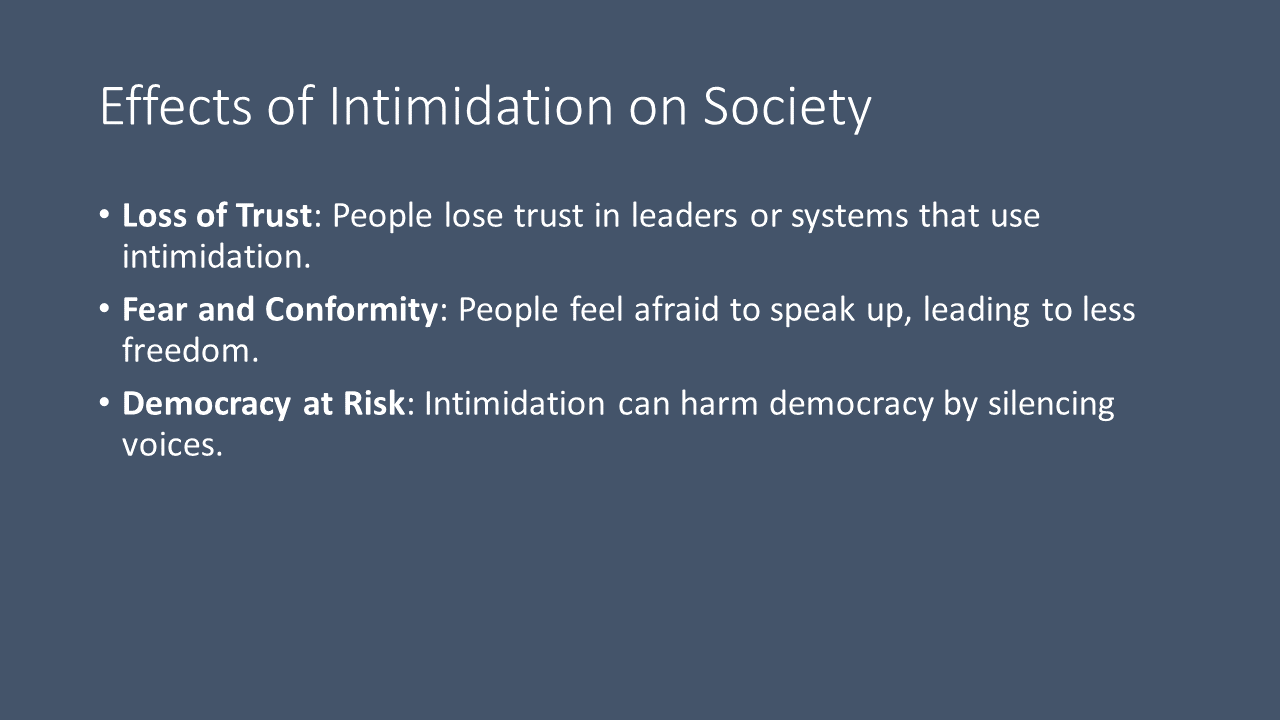 Effects of Intimidation on Society
• Loss of Trust: People lose trust in leaders or systems that use
intimidation.
• Fear and Conformity: People feel afraid to speak up, leading to less
freedom.
• Democracy at Risk: Intimidation can harm democracy by silencing
voices.